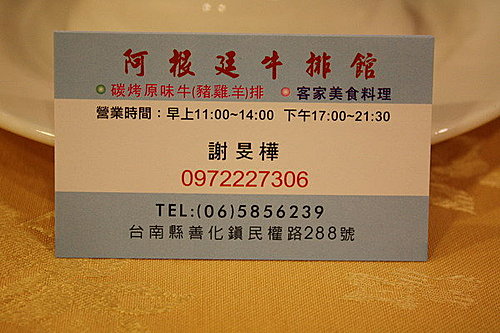 阿根廷牛排館
碳烤原味牛(豬雞羊)排 客家美食料理
營業時間：早上11:00~14:00 下午17:00~21:30
謝旻樺
0972227306
TEL:(06)5856239
台南縣善化鎮民權路288號